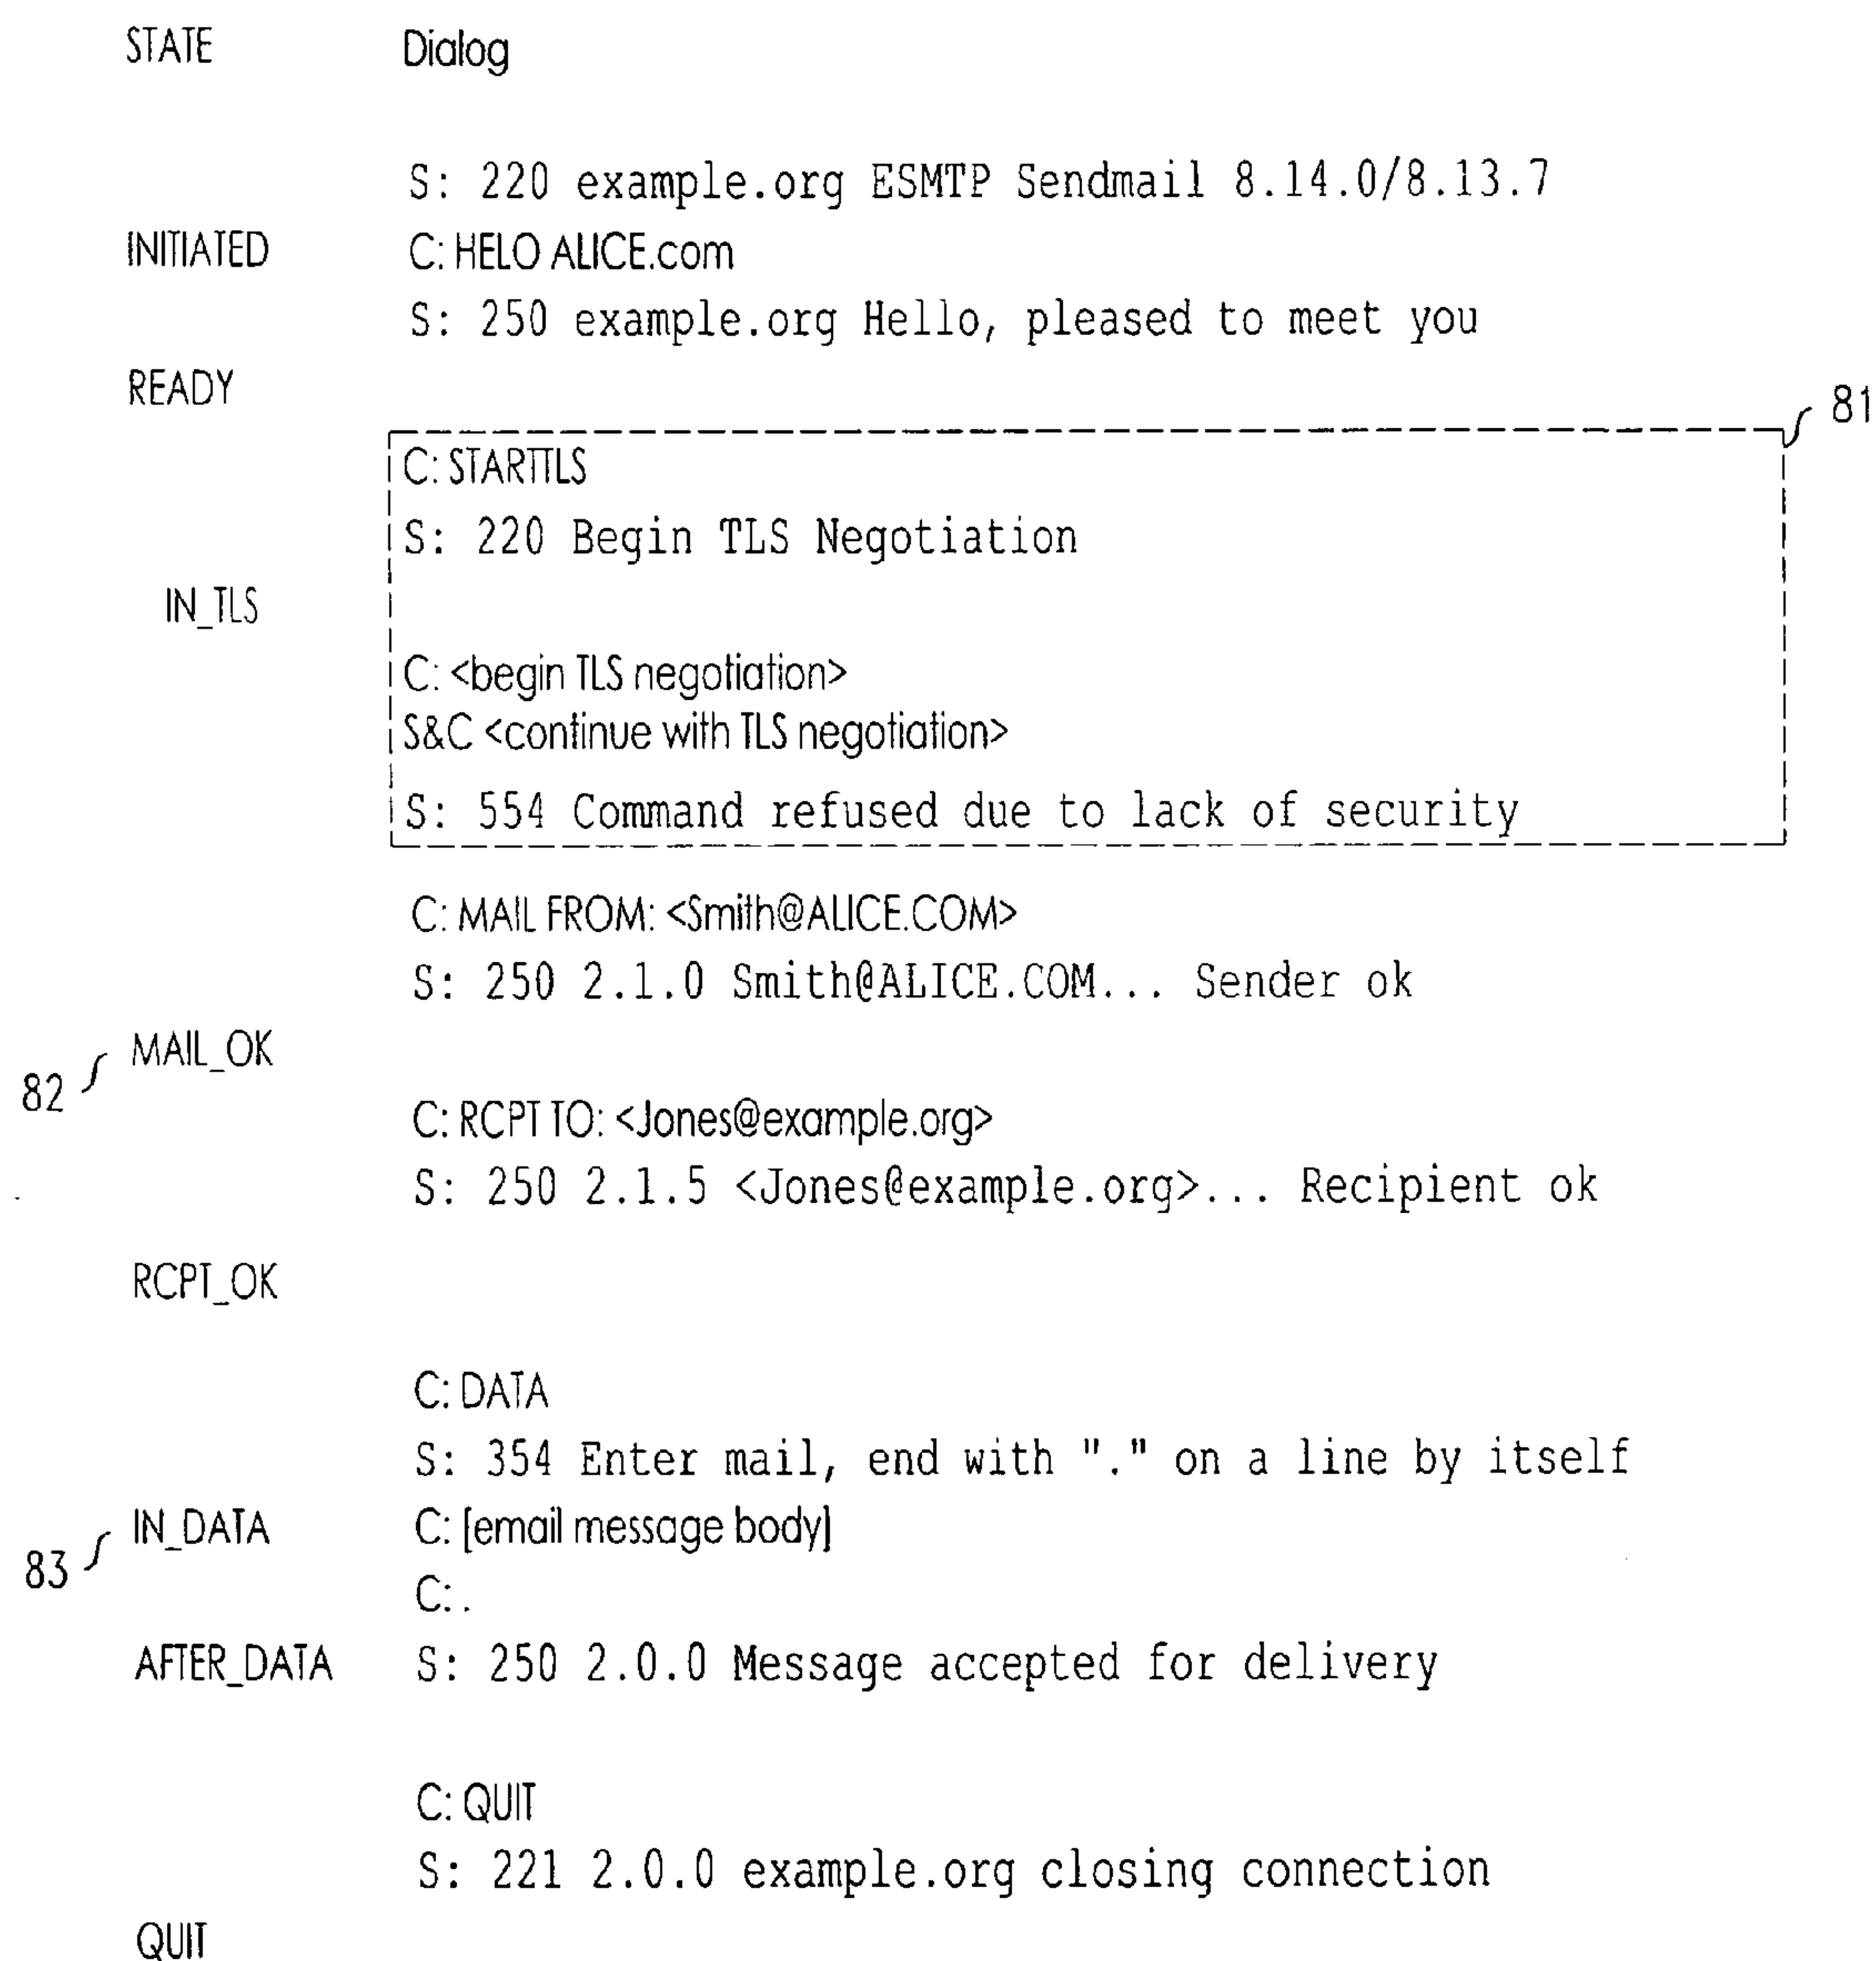 STATE Dialog
S: 220 example.org ESMTP Sendmail 8.14.0/8.13.7
INITIATED C: HELO ALICE.com
S: 250 example.org Hello, pleased to meet you
READY
81
C: STARTTLS
S: 220 Begin TLS Negotiation
IN_TLS
C: <begin TLS negotiation>
S&C <continue with TLS negotiation>
S: 554 Command refused due to lack of security
C: MAIL FROM: <Smith@ALICE.COM>
S: 250 2.1.0 Smith@ALICE.COM... Sender ok
82 MAIL_OK
C: RCPT TO: <Jones@example.org>
S: 250 2.1.5 <Jones@example.org>... Recipient ok
RCPT_OK
C: DATA
S: 354 Enter mail, end with "." on a line by itself
83 IN_DATA C: [email message body]
C: .
AFTER_DATA S: 250 2.0.0 Message accepted for delivery
C: QUIT
S: 221 2.0.0 example.org closing connection
QUIT